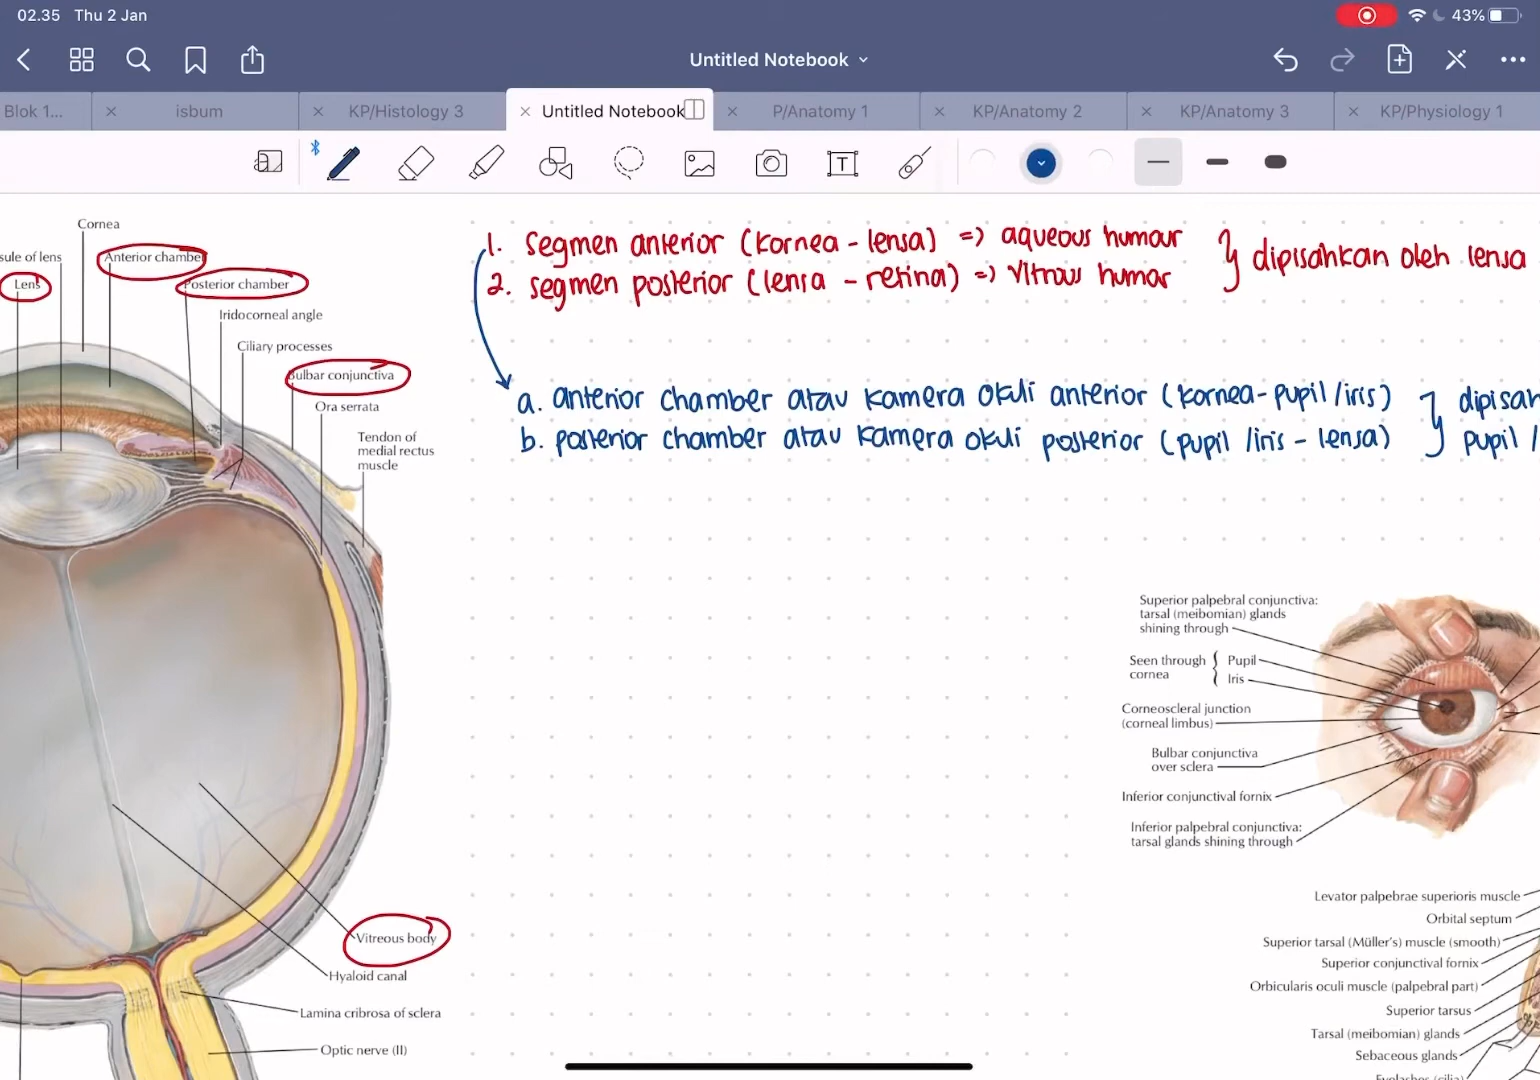 02.35 Thu 2 Jan
43%
Untitled Notebook
Blok 1...
isbum
KP/Histology 3
Untitled Notebook
P/Anatomy 1
KP/Anatomy 2
KP/Anatomy 3
KP/Physiology 1
Cornea
sule of lens
Anterior chamber
Lens
Posterior chamber
Iridocorneal angle
Ciliary processes
Bulbar conjunctiva
Ora serrata
Tendon of
medial rectus
muscle
Vitreous body
Hyaloid canal
Lamina cribrosa of sclera
Optic nerve (II)
1. segmen anterior (kornea - lensa) => aqueous humour
2. segmen posterior (lensa - retina) => vitrous humar
} dipisahkan oleh lensa
a. anterior chamber atau kamera okuli anterior (kornea-pupil/iris)
b. posterior chamber atau kamera okuli posterior (pupil/iris - lensa)
} dipisah
pupil /
Superior palpebral conjunctiva:
tarsal (meibomian) glands
shining through
Seen through
cornea
Pupil
Iris
Corneoscleral junction
(corneal limbus)
Bulbar conjunctiva
over sclera
Inferior conjunctival fornix
Inferior palpebral conjunctiva:
tarsal glands shining through
Levator palpebrae superioris muscle
Orbital septum
Superior tarsal (Müller's) muscle (smooth)
Superior conjunctival fornix
Orbicularis oculi muscle (palpebral part)
Superior tarsus
Tarsal (meibomian) glands
Sebaceous glands
Eyelashes (cilia)